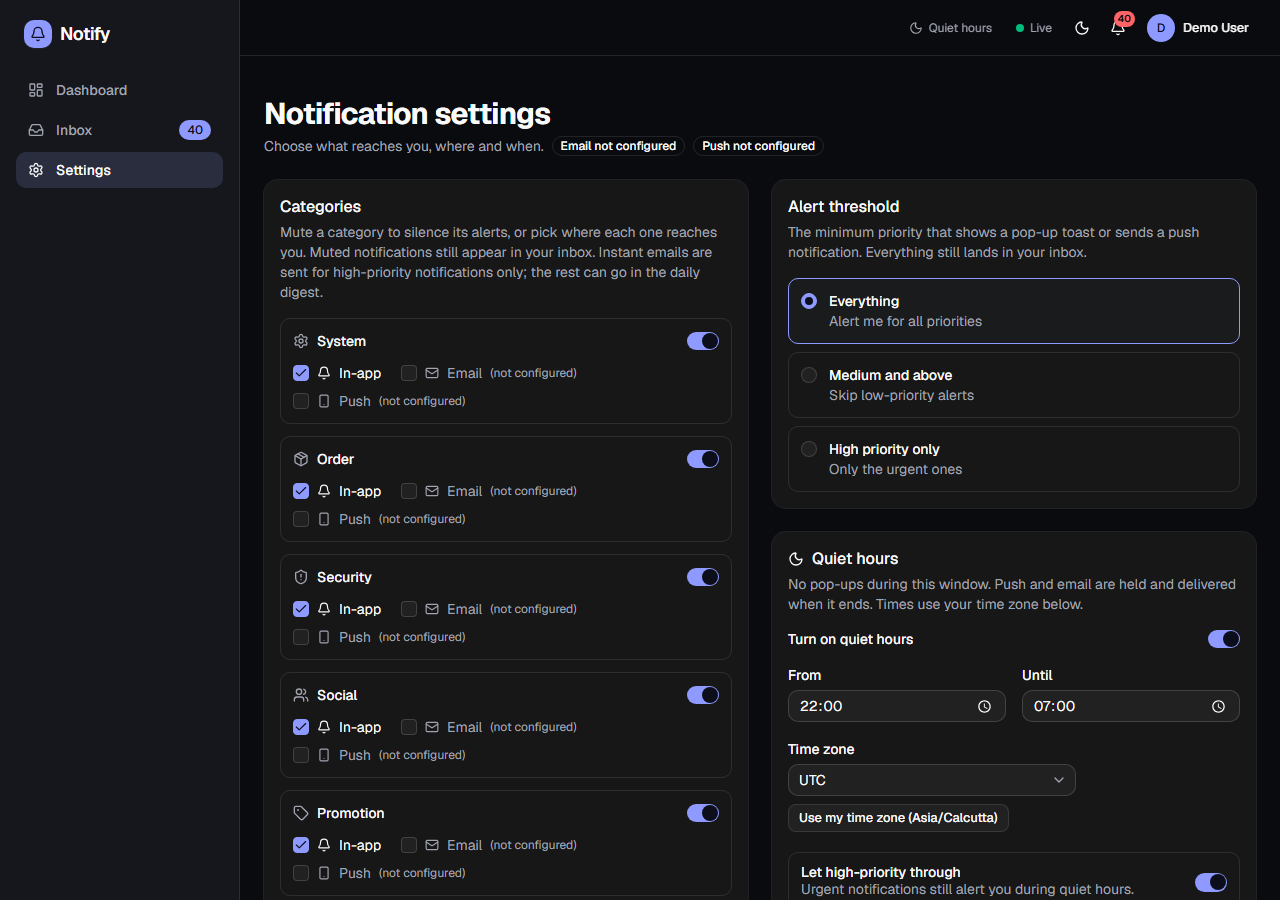 Notify
Dashboard
Inbox 40
Settings
Quiet hours Live 40 D Demo User
Notification settings
Choose what reaches you, where and when. Email not configured Push not configured
Categories
Mute a category to silence its alerts, or pick where each one reaches
you. Muted notifications still appear in your inbox. Instant emails are
sent for high-priority notifications only; the rest can go in the daily
digest.
System
In-app Email (not configured)
Push (not configured)
Order
In-app Email (not configured)
Push (not configured)
Security
In-app Email (not configured)
Push (not configured)
Social
In-app Email (not configured)
Push (not configured)
Promotion
In-app Email (not configured)
Push (not configured)
Alert threshold
The minimum priority that shows a pop-up toast or sends a push
notification. Everything still lands in your inbox.
Everything
Alert me for all priorities
Medium and above
Skip low-priority alerts
High priority only
Only the urgent ones
Quiet hours
No pop-ups during this window. Push and email are held and delivered
when it ends. Times use your time zone below.
Turn on quiet hours
From Until
22:00 07:00
Time zone
UTC
Use my time zone (Asia/Calcutta)
Let high-priority through
Urgent notifications still alert you during quiet hours.